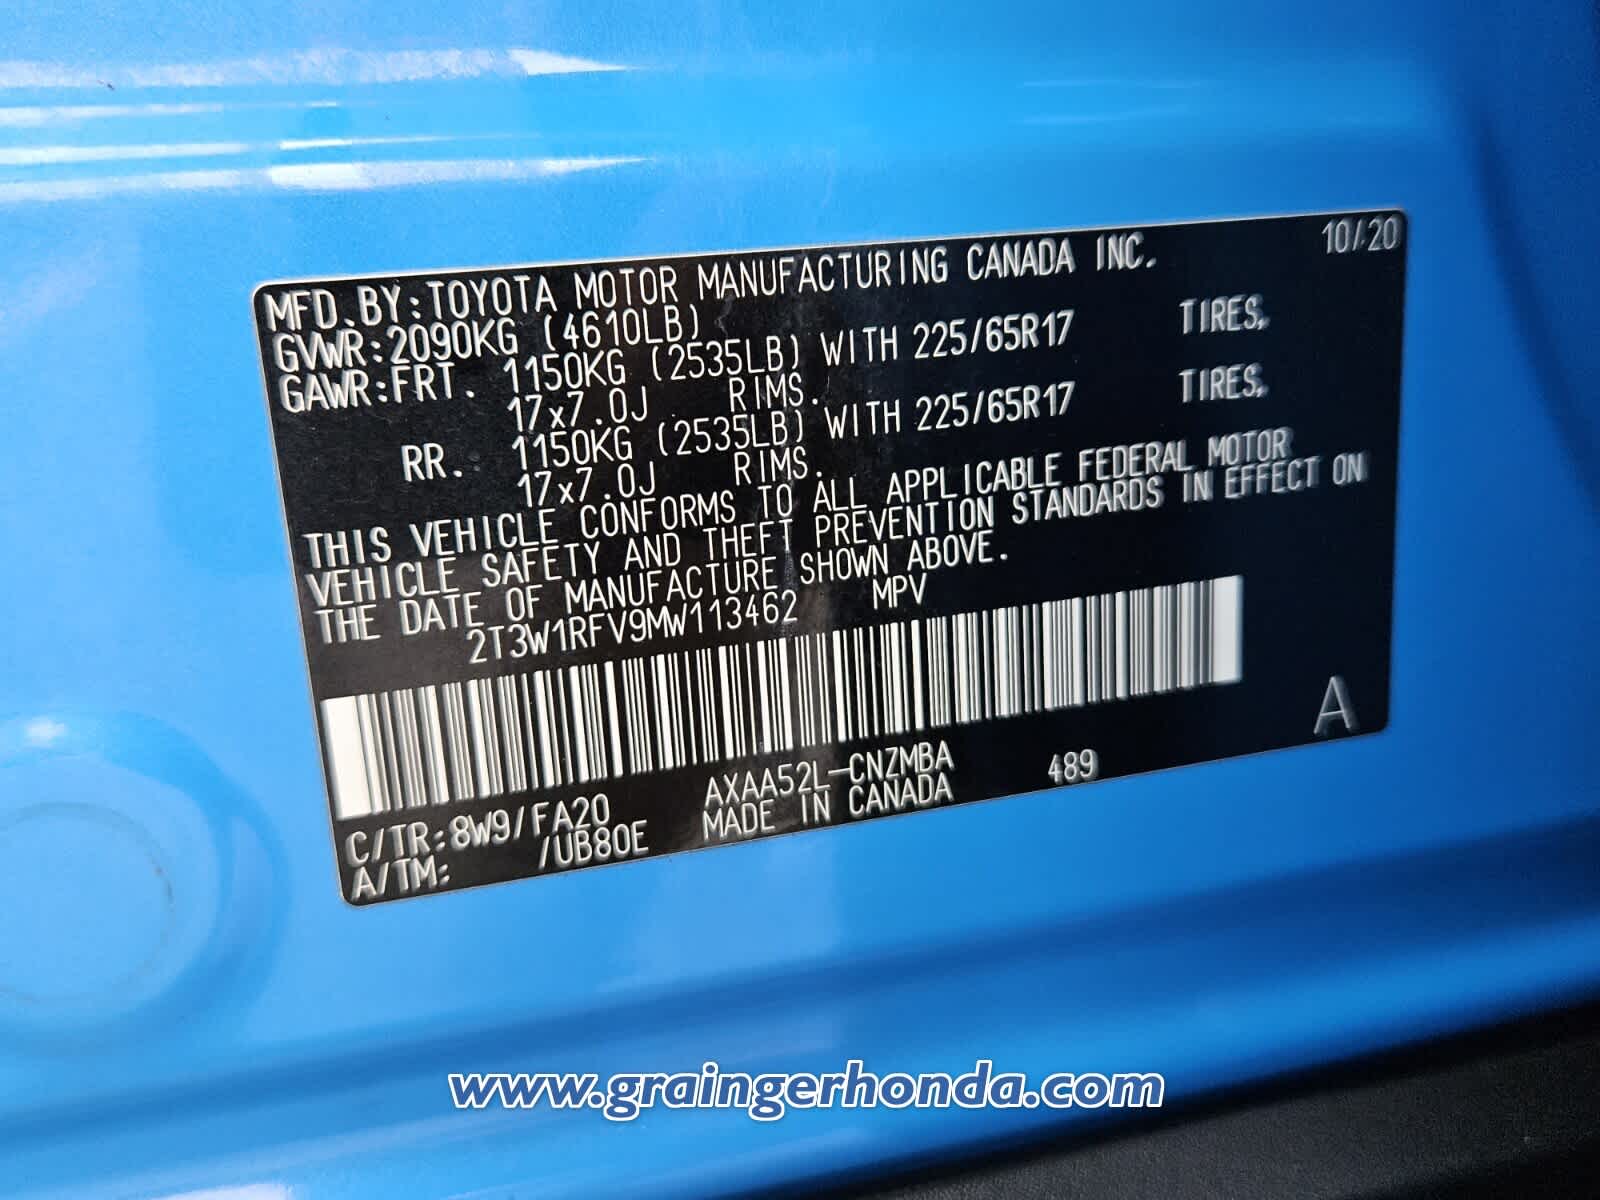 MFD.BY:TOYOTA MOTOR MANUFACTURING CANADA INC. 10/20
GVWR:2090KG (4610LB)
GAWR:FRT. 1150KG (2535LB) WITH 225/65R17 TIRES,
17x7.0J RIMS.
RR. 1150KG (2535LB) WITH 225/65R17 TIRES,
17x7.0J RIMS.
THIS VEHICLE CONFORMS TO ALL APPLICABLE FEDERAL MOTOR
VEHICLE SAFETY AND THEFT PREVENTION STANDARDS IN EFFECT ON
THE DATE OF MANUFACTURE SHOWN ABOVE.
2T3W1RFV9MW113462 MPV
A
C/TR:8W9/FA20 AXAA52L-CNZMBA 489
A/TM: /UB80E MADE IN CANADA
www.graingerhonda.com